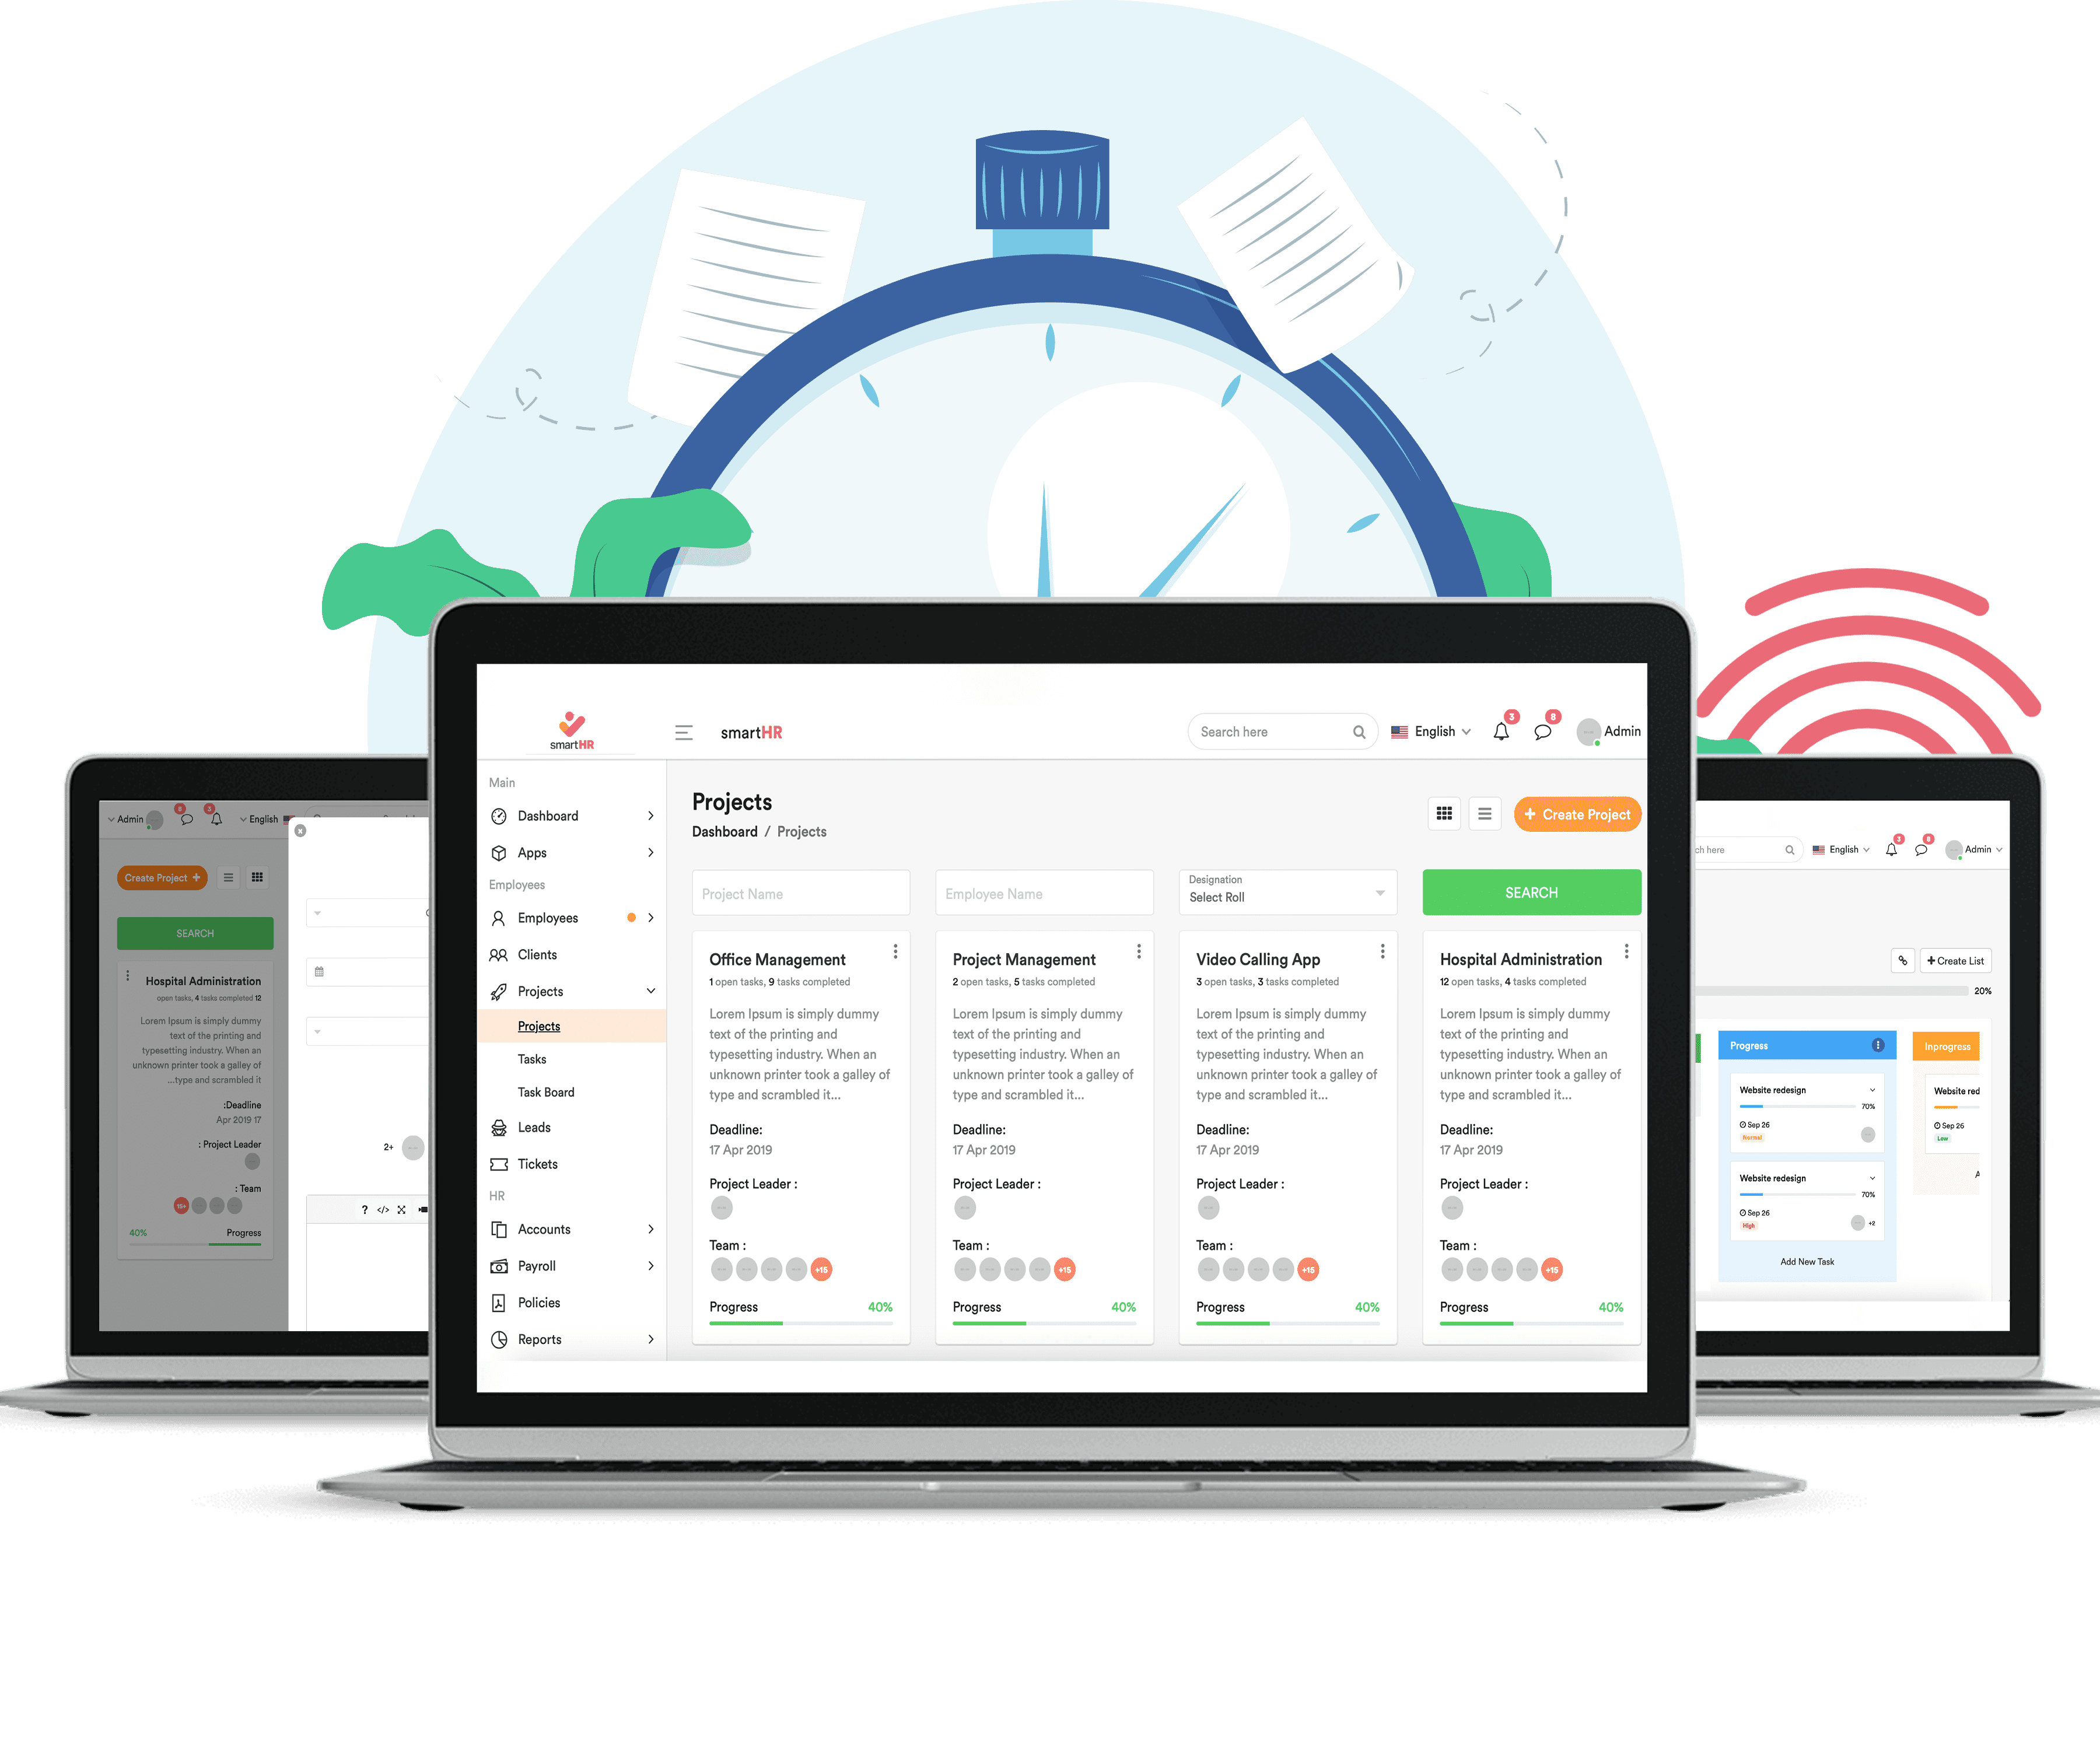 smartHR
smartHR
Search here
English
3
8
Admin
Main
Dashboard
Apps
Employees
Employees
Clients
Projects
Projects
Tasks
Task Board
Leads
Tickets
HR
Accounts
Payroll
Policies
Reports
Projects
Dashboard / Projects
+ Create Project
Project Name
Employee Name
Designation
Select Roll
SEARCH
Office Management
1 open tasks, 9 tasks completed
Lorem Ipsum is simply dummy
text of the printing and
typesetting industry. When an
unknown printer took a galley of
type and scrambled it...
Deadline:
17 Apr 2019
Project Leader :
Team :
+15
Progress 40%
Project Management
2 open tasks, 5 tasks completed
Lorem Ipsum is simply dummy
text of the printing and
typesetting industry. When an
unknown printer took a galley of
type and scrambled it...
Deadline:
17 Apr 2019
Project Leader :
Team :
+15
Progress 40%
Video Calling App
3 open tasks, 3 tasks completed
Lorem Ipsum is simply dummy
text of the printing and
typesetting industry. When an
unknown printer took a galley of
type and scrambled it...
Deadline:
17 Apr 2019
Project Leader :
Team :
+15
Progress 40%
Hospital Administration
12 open tasks, 4 tasks completed
Lorem Ipsum is simply dummy
text of the printing and
typesetting industry. When an
unknown printer took a galley of
type and scrambled it...
Deadline:
17 Apr 2019
Project Leader :
Team :
+15
Progress 40%
Admin
8
3
English
Create Project +
SEARCH
Hospital Administration
open tasks, 4 tasks completed 12
Lorem Ipsum is simply dummy
text of the printing and
typesetting industry. When an
unknown printer took a galley of
...type and scrambled it
:Deadline
Apr 2019 17
: Project Leader
: Team
15+
40% Progress
2+
? </>
ch here
English
3
8
Admin
+ Create List
20%
Progress
Website redesign
70%
Sep 26
Normal
Website redesign
70%
Sep 26
High
+2
Add New Task
Inprogress
Website red
Sep 26
Low
A